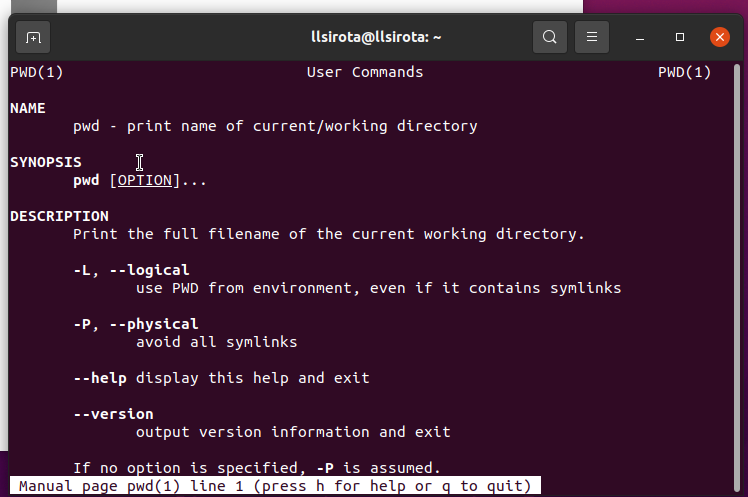 llsirota@llsirota: ~
PWD(1) User Commands PWD(1)
NAME
pwd - print name of current/working directory
SYNOPSIS
pwd [OPTION]...
DESCRIPTION
Print the full filename of the current working directory.
-L, --logical
use PWD from environment, even if it contains symlinks
-P, --physical
avoid all symlinks
--help display this help and exit
--version
output version information and exit
If no option is specified, -P is assumed.
Manual page pwd(1) line 1 (press h for help or q to quit)